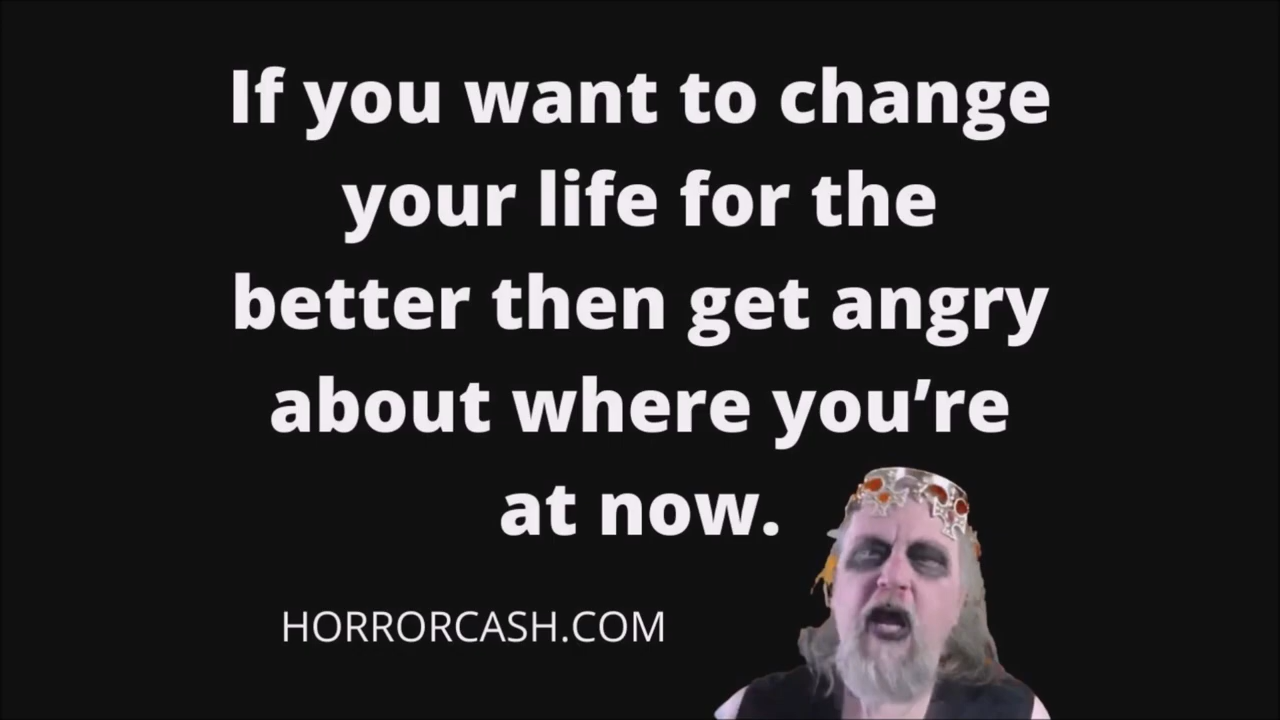 If you want to change
your life for the
better then get angry
about where you’re
at now.
HORRORCASH.COM